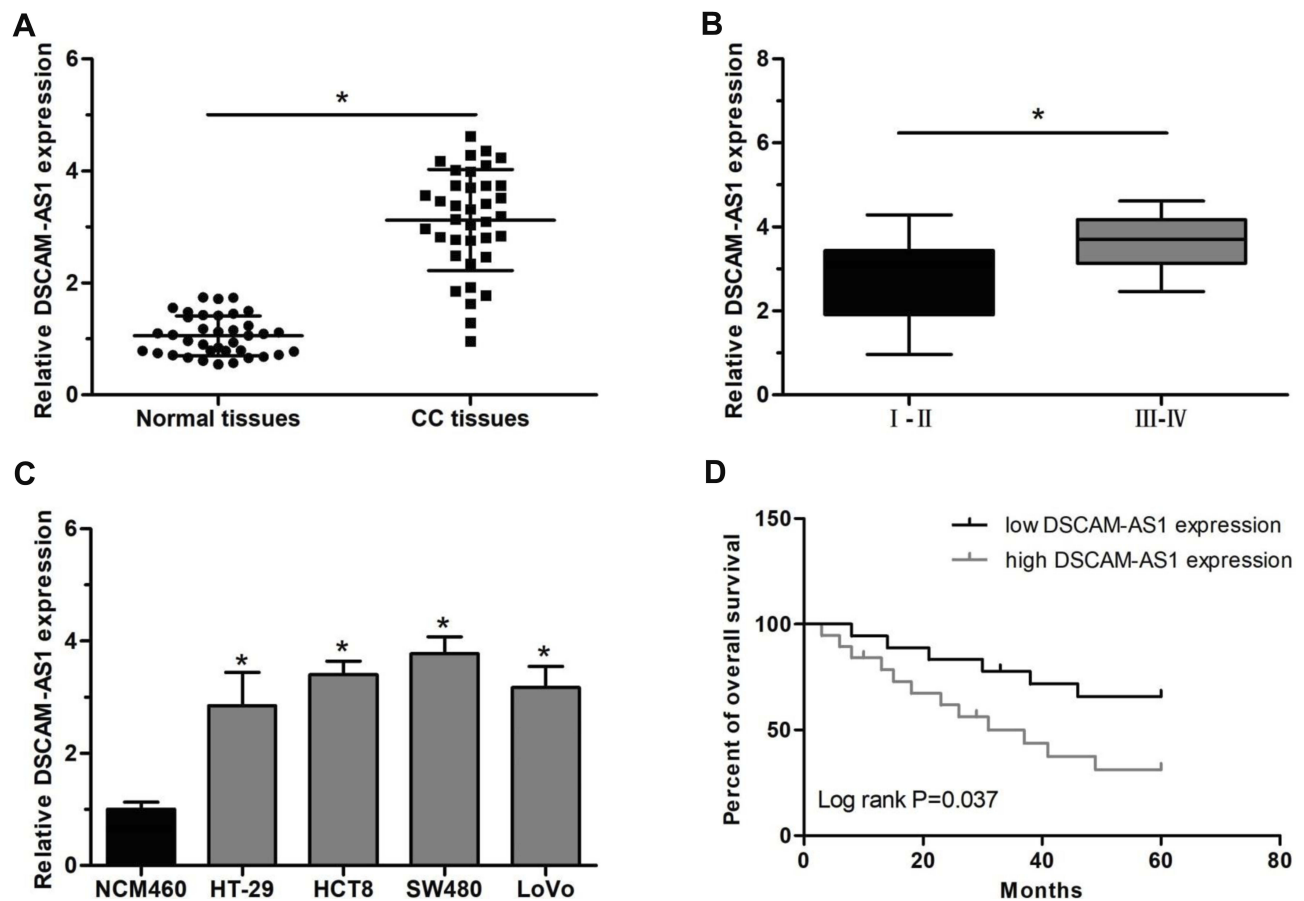 A
Relative DSCAM-AS1 expression
6
4
2
0
*
Normal tissues
CC tissues
B
Relative DSCAM-AS1 expression
8
6
4
2
0
*
Ⅰ-Ⅱ
III-IV
C
Relative DSCAM-AS1 expression
6
4
2
0
*
*
*
*
NCM460
HT-29
HCT8
SW480
LoVo
D
Percent of overall survival
150
100
50
0
low DSCAM-AS1 expression
high DSCAM-AS1 expression
Log rank P=0.037
0
20
40
60
80
Months